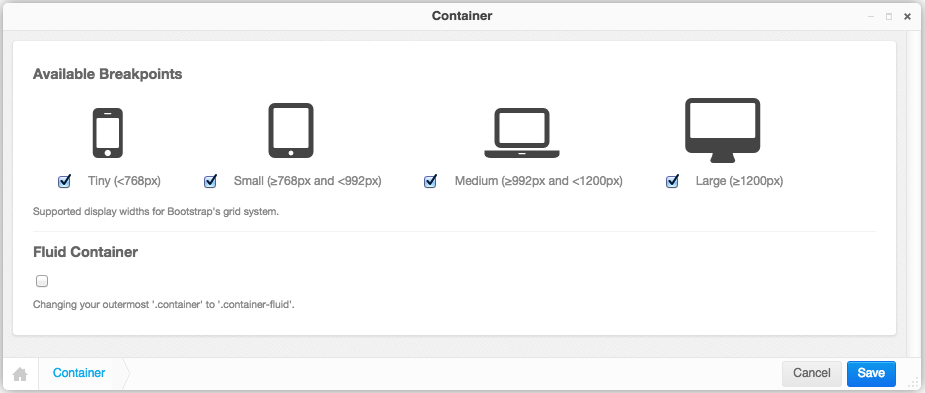 Container
Available Breakpoints
Tiny (<768px) Small (≥768px and <992px) Medium (≥992px and <1200px) Large (≥1200px)
Supported display widths for Bootstrap's grid system.
Fluid Container
Changing your outermost '.container' to '.container-fluid'.
Container Cancel Save